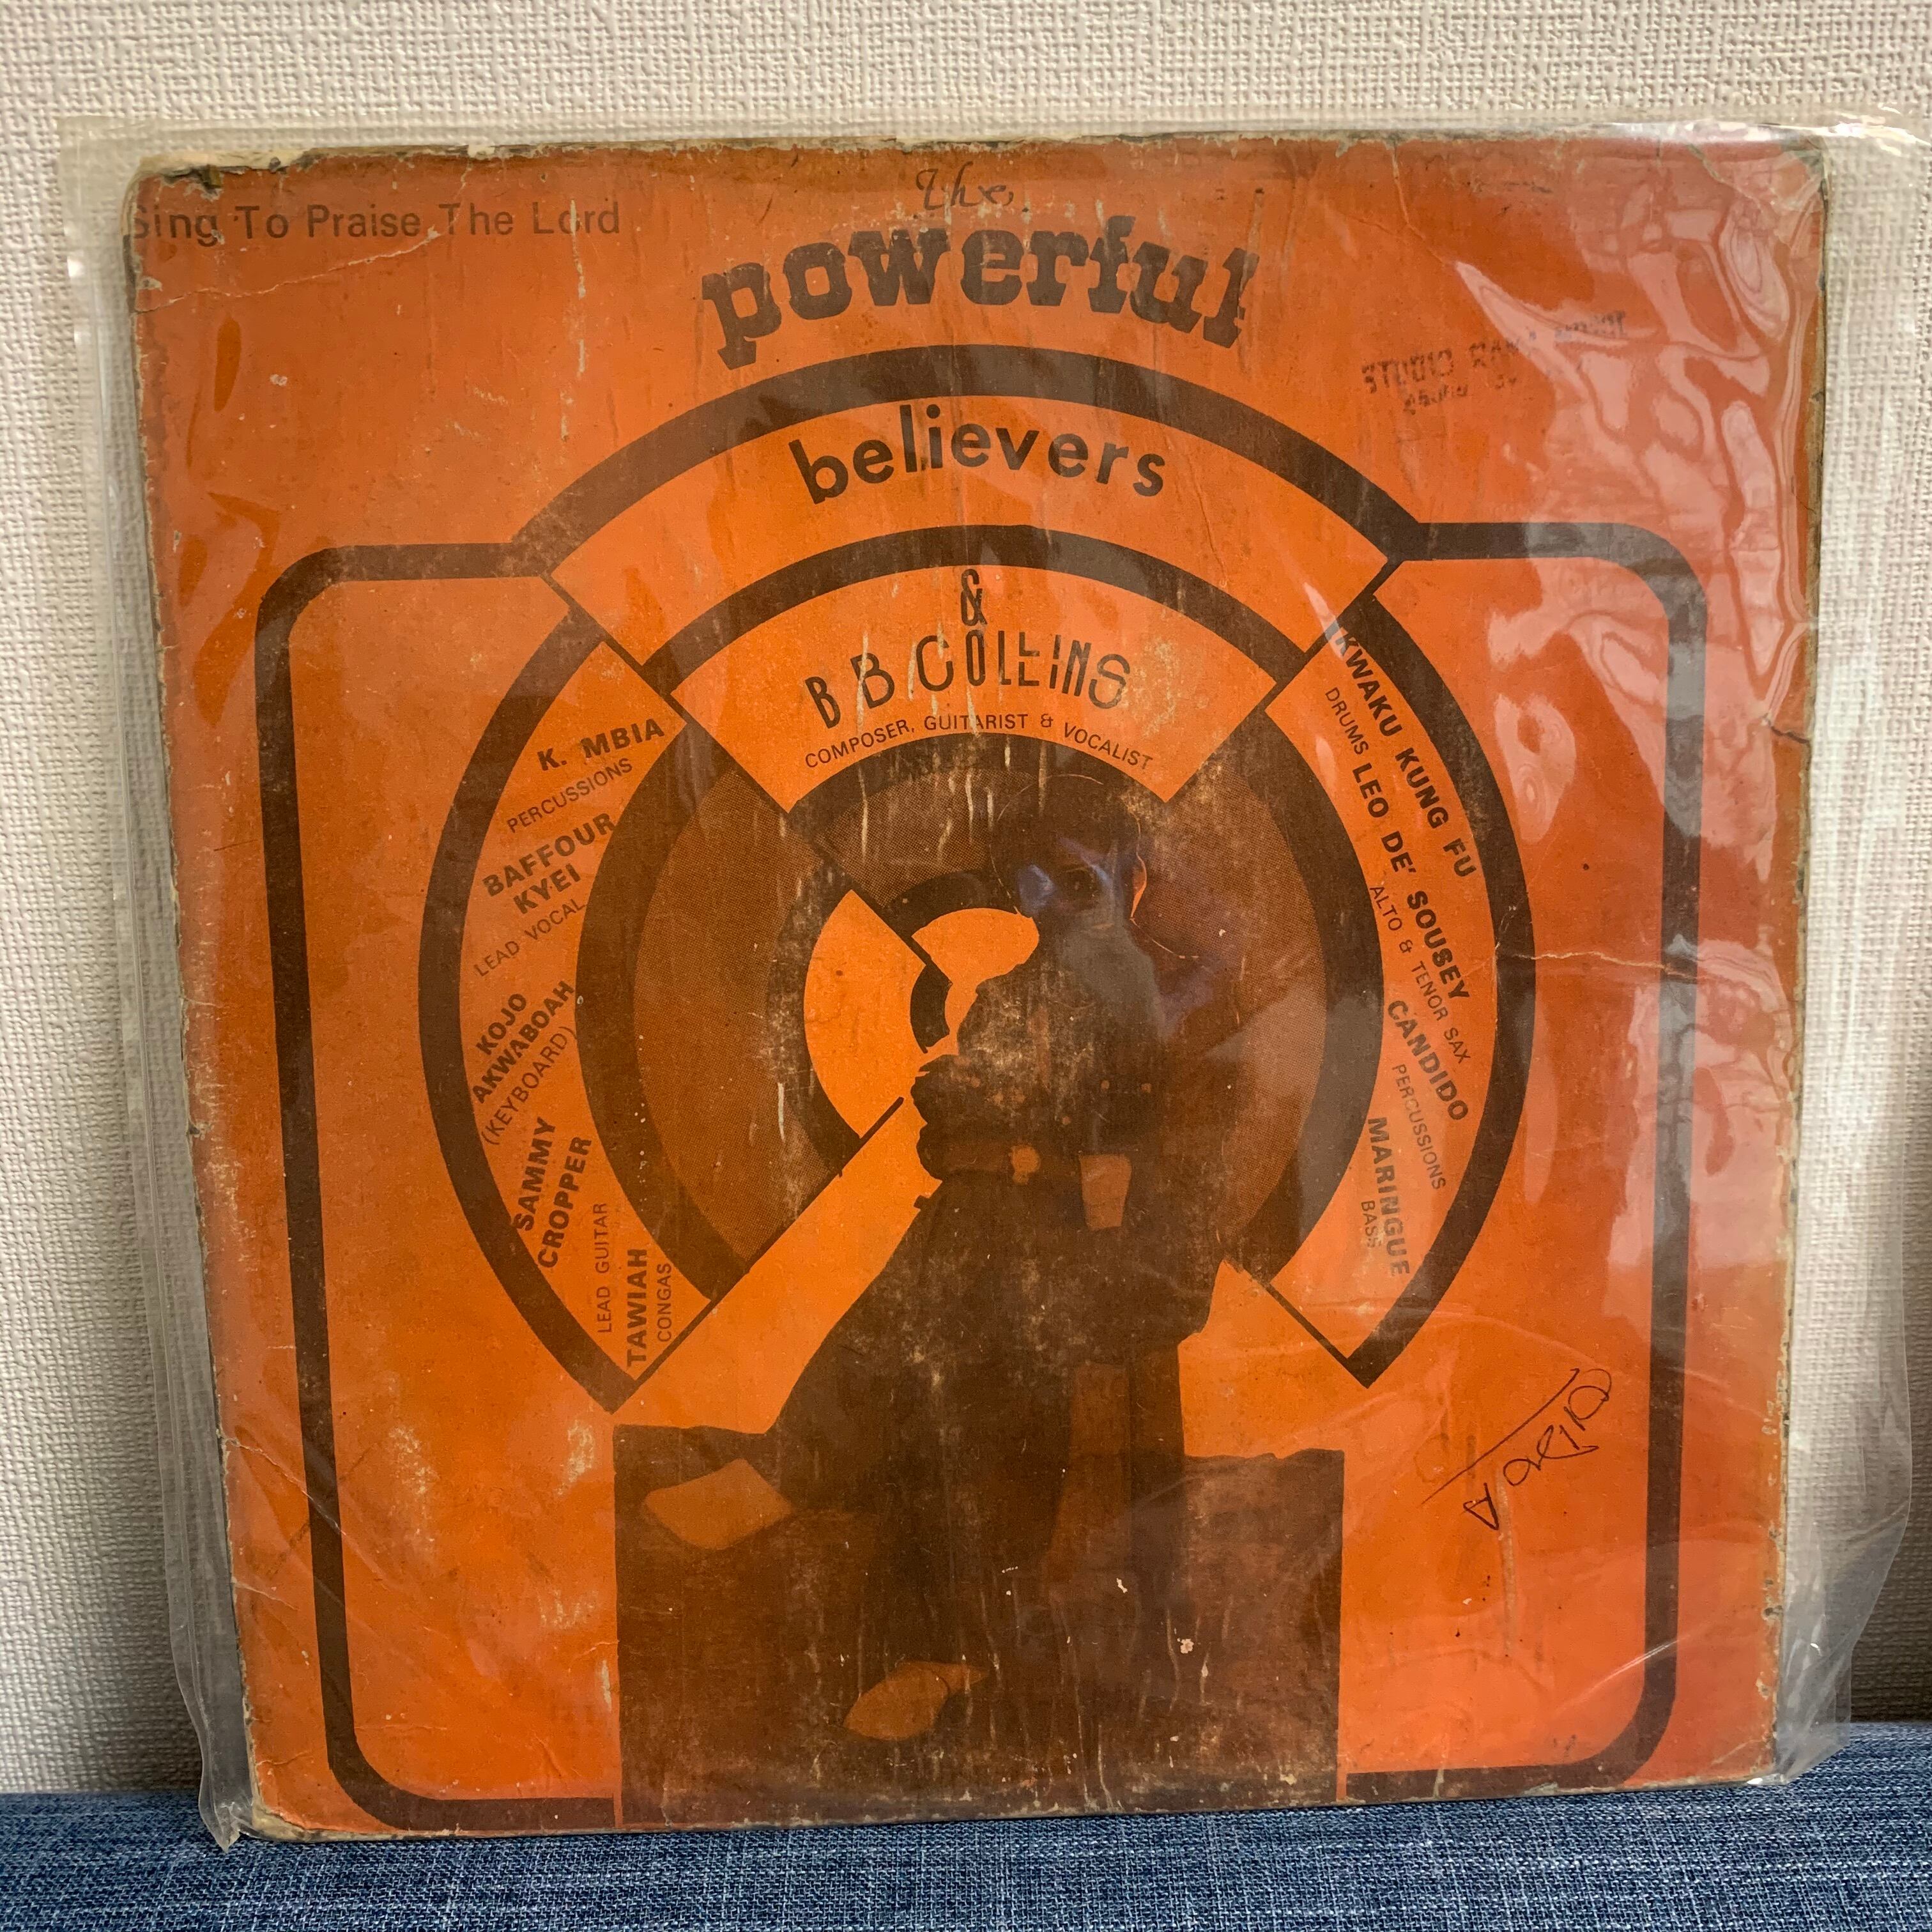 Sing To Praise The Lord
The
powerful
believers
&
B B COLLINS
COMPOSER, GUITARIST & VOCALIST
K. MBIA
PERCUSSIONS
BAFFOUR
KYEI
LEAD VOCAL
KOJO
AKWABOAH
(KEYBOARD)
SAMMY
CROPPER
LEAD GUITAR
TAWIAH
CONGAS
KWAKU KUNG FU
DRUMS
LEO DE' SOUSEY
ALTO & TENOR SAX
CANDIDO
PERCUSSIONS
MARINGUE
BASS
STUDIO